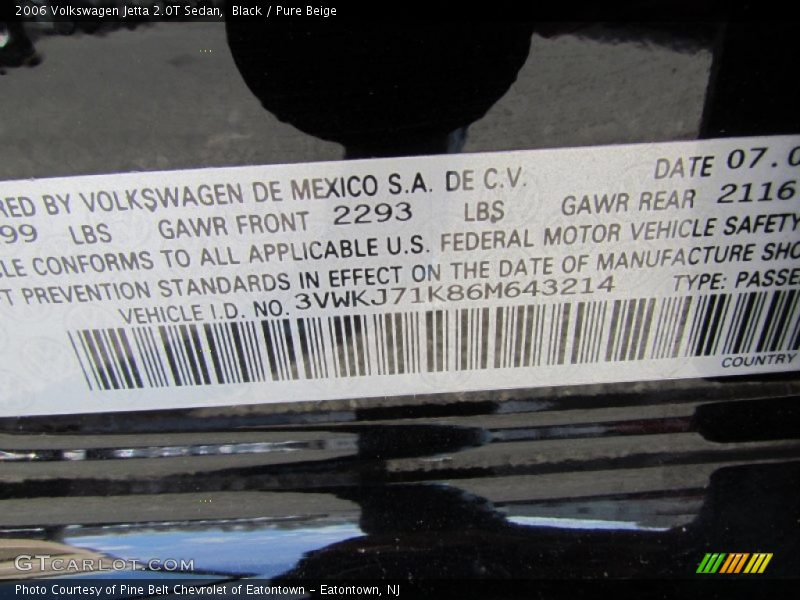 2006 Volkswagen Jetta 2.0T Sedan, Black / Pure Beige
RED BY VOLKSWAGEN DE MEXICO S.A. DE C.V. DATE 07.0
99 LBS GAWR FRONT 2293 LBS GAWR REAR 2116
CLE CONFORMS TO ALL APPLICABLE U.S. FEDERAL MOTOR VEHICLE SAFETY
FT PREVENTION STANDARDS IN EFFECT ON THE DATE OF MANUFACTURE SHO
VEHICLE I.D. NO. 3VWKJ71K86M643214 TYPE: PASSE
COUNTRY
GTCARLOT.COM
Photo Courtesy of Pine Belt Chevrolet of Eatontown - Eatontown, NJ